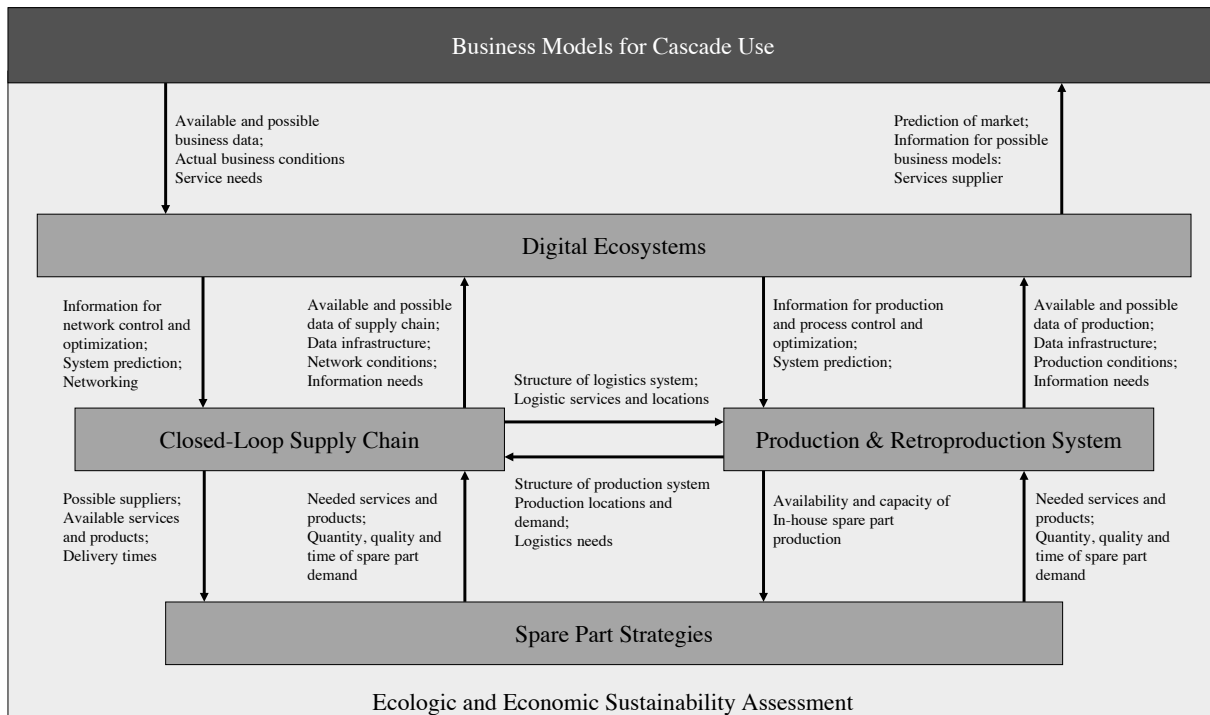 Business Models for Cascade Use
Available and possible
business data;
Actual business conditions
Service needs
Prediction of market;
Information for possible
business models:
Services supplier
Digital Ecosystems
Information for
network control and
optimization;
System prediction;
Networking
Available and possible
data of supply chain;
Data infrastructure;
Network conditions;
Information needs
Information for production
and process control and
optimization;
System prediction;
Available and possible
data of production;
Data infrastructure;
Production conditions;
Information needs
Structure of logistics system;
Logistic services and locations
Closed-Loop Supply Chain
Production & Retroproduction System
Possible suppliers;
Available services
and products;
Delivery times
Needed services and
products;
Quantity, quality and
time of spare part
demand
Structure of production system
Production locations and
demand;
Logistics needs
Availability and capacity of
In-house spare part
production
Needed services and
products;
Quantity, quality and
time of spare part
demand
Spare Part Strategies
Ecologic and Economic Sustainability Assessment